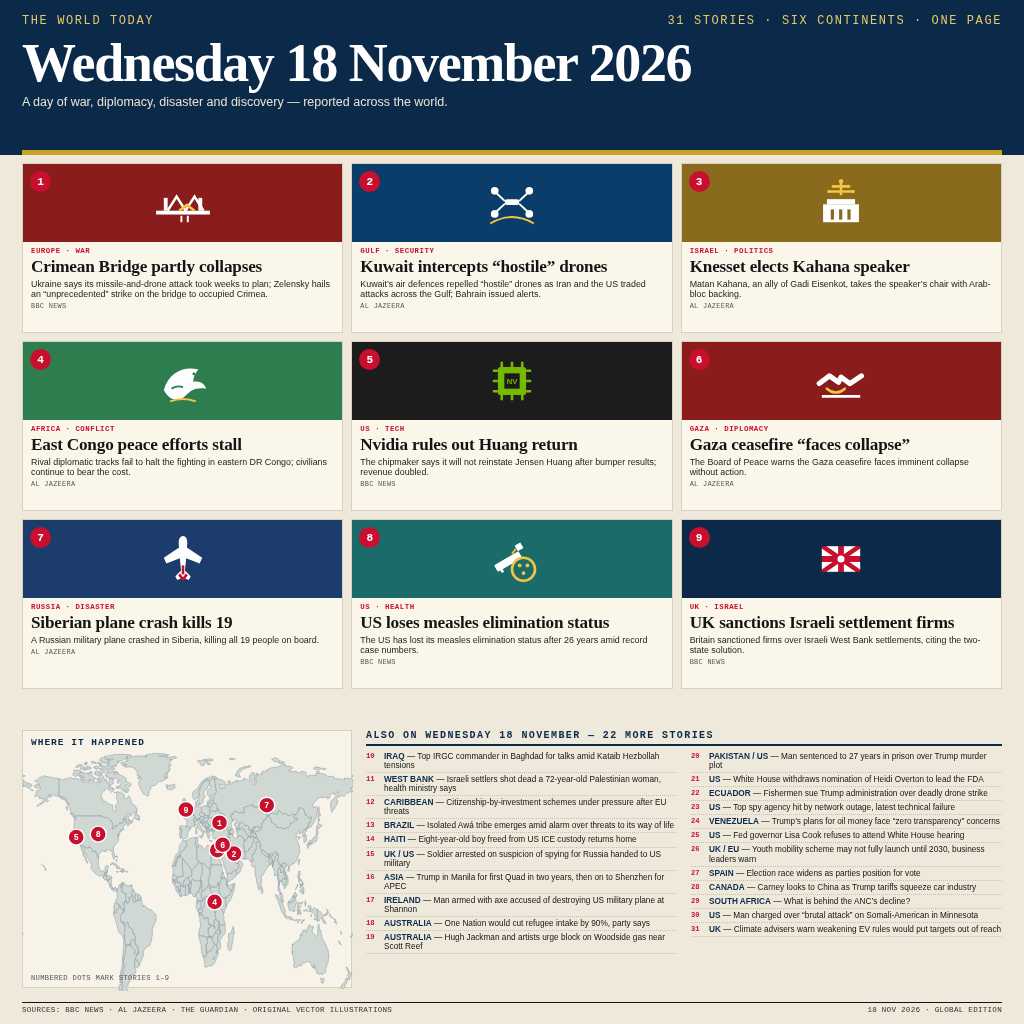 THE WORLD TODAY
31 STORIES · SIX CONTINENTS · ONE PAGE
Wednesday 18 November 2026
A day of war, diplomacy, disaster and discovery — reported across the world.
1
EUROPE · WAR
Crimean Bridge partly collapses
Ukraine says its missile-and-drone attack took weeks to plan; Zelensky hails
an “unprecedented” strike on the bridge to occupied Crimea.
BBC NEWS
2
GULF · SECURITY
Kuwait intercepts “hostile” drones
Kuwait's air defences repelled “hostile” drones as Iran and the US traded
attacks across the Gulf; Bahrain issued alerts.
AL JAZEERA
3
ISRAEL · POLITICS
Knesset elects Kahana speaker
Matan Kahana, an ally of Gadi Eisenkot, takes the speaker's chair with Arab-
bloc backing.
AL JAZEERA
4
AFRICA · CONFLICT
East Congo peace efforts stall
Rival diplomatic tracks fail to halt the fighting in eastern DR Congo; civilians
continue to bear the cost.
AL JAZEERA
5
NV
US · TECH
Nvidia rules out Huang return
The chipmaker says it will not reinstate Jensen Huang after bumper results;
revenue doubled.
BBC NEWS
6
GAZA · DIPLOMACY
Gaza ceasefire “faces collapse”
The Board of Peace warns the Gaza ceasefire faces imminent collapse
without action.
AL JAZEERA
7
RUSSIA · DISASTER
Siberian plane crash kills 19
A Russian military plane crashed in Siberia, killing all 19 people on board.
AL JAZEERA
8
US · HEALTH
US loses measles elimination status
The US has lost its measles elimination status after 26 years amid record
case numbers.
BBC NEWS
9
UK · ISRAEL
UK sanctions Israeli settlement firms
Britain sanctioned firms over Israeli West Bank settlements, citing the two-
state solution.
BBC NEWS
WHERE IT HAPPENED
9
7
1
5
8
6
2
4
NUMBERED DOTS MARK STORIES 1–9
ALSO ON WEDNESDAY 18 NOVEMBER — 22 MORE STORIES
10 IRAQ — Top IRGC commander in Baghdad for talks amid Kataib Hezbollah
tensions
11 WEST BANK — Israeli settlers shot dead a 72-year-old Palestinian woman,
health ministry says
12 CARIBBEAN — Citizenship-by-investment schemes under pressure after EU
threats
13 BRAZIL — Isolated Awá tribe emerges amid alarm over threats to its way of life
14 HAITI — Eight-year-old boy freed from US ICE custody returns home
15 UK / US — Soldier arrested on suspicion of spying for Russia handed to US
military
16 ASIA — Trump in Manila for first Quad in two years, then on to Shenzhen for
APEC
17 IRELAND — Man armed with axe accused of destroying US military plane at
Shannon
18 AUSTRALIA — One Nation would cut refugee intake by 90%, party says
19 AUSTRALIA — Hugh Jackman and artists urge block on Woodside gas near
Scott Reef
20 PAKISTAN / US — Man sentenced to 27 years in prison over Trump murder
plot
21 US — White House withdraws nomination of Heidi Overton to lead the FDA
22 ECUADOR — Fishermen sue Trump administration over deadly drone strike
23 US — Top spy agency hit by network outage, latest technical failure
24 VENEZUELA — Trump's plans for oil money face “zero transparency” concerns
25 US — Fed governor Lisa Cook refuses to attend White House hearing
26 UK / EU — Youth mobility scheme may not fully launch until 2030, business
leaders warn
27 SPAIN — Election race widens as parties position for vote
28 CANADA — Carney looks to China as Trump tariffs squeeze car industry
29 SOUTH AFRICA — What is behind the ANC's decline?
30 US — Man charged over “brutal attack” on Somali-American in Minnesota
31 UK — Climate advisers warn weakening EV rules would put targets out of reach
SOURCES: BBC NEWS · AL JAZEERA · THE GUARDIAN · ORIGINAL VECTOR ILLUSTRATIONS
18 NOV 2026 · GLOBAL EDITION